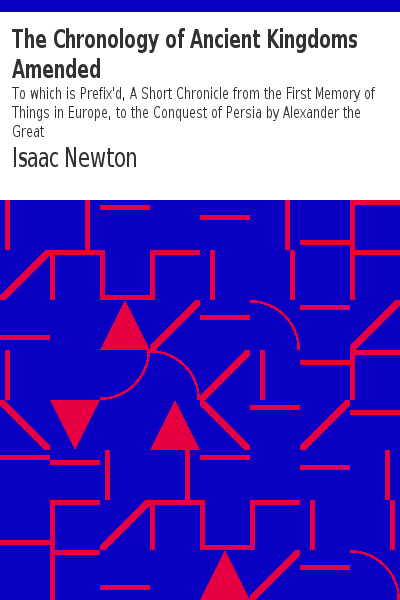 The Chronology of Ancient Kingdoms
Amended
To which is Prefix'd, A Short Chronicle from the First Memory of
Things in Europe, to the Conquest of Persia by Alexander the
Great
Isaac Newton